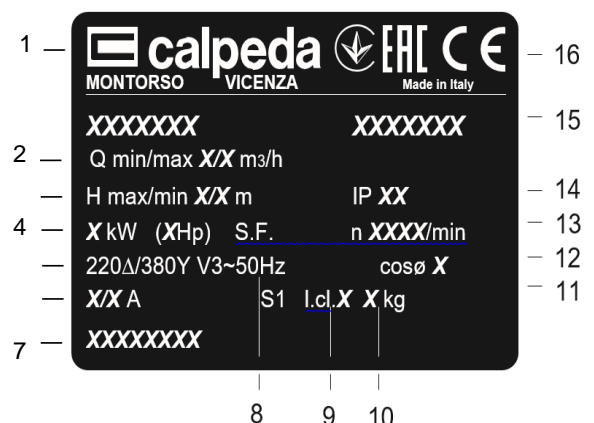 1 calpeda EAC CE 16
MONTORSO VICENZA Made in Italy
XXXXXXX XXXXXXX 15
2 Q min/max X/X m3/h
H max/min X/X m IP XX 14
4 X kW (XHp) S.F. n XXXX/min 13
220∆/380Y V3~50Hz cosø X 12
X/X A S1 I.cl.X X kg 11
7 XXXXXXXX
8 9 10